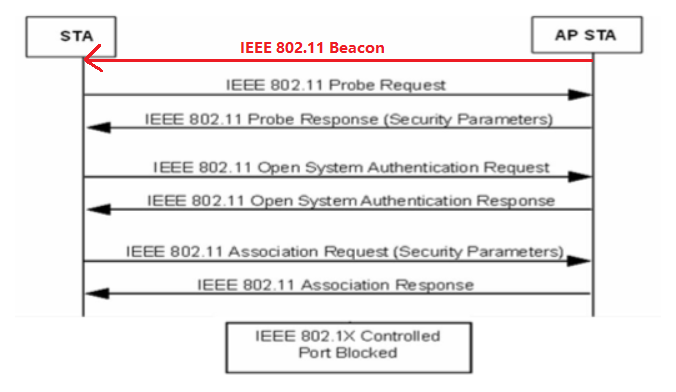 STA
AP STA
IEEE 802.11 Beacon
IEEE 802.11 Probe Request
IEEE 802.11 Probe Response (Security Parameters)
IEEE 802.11 Open System Authentication Request
IEEE 802.11 Open System Authentication Response
IEEE 802.11 Association Request (Security Parameters)
IEEE 802.11 Association Response
IEEE 802.1X Controlled
Port Blocked